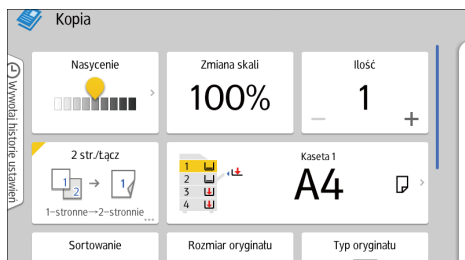 Kopia
Wywołaj historię ustawień
Nasycenie
Zmiana skali
100%
Ilość
1
2 str./Łącz
1 2 → 1
1-stronne→2-stronnie
1
2
3
4
Kaseta 1
A4
Sortowanie
Rozmiar oryginału
Typ oryginału